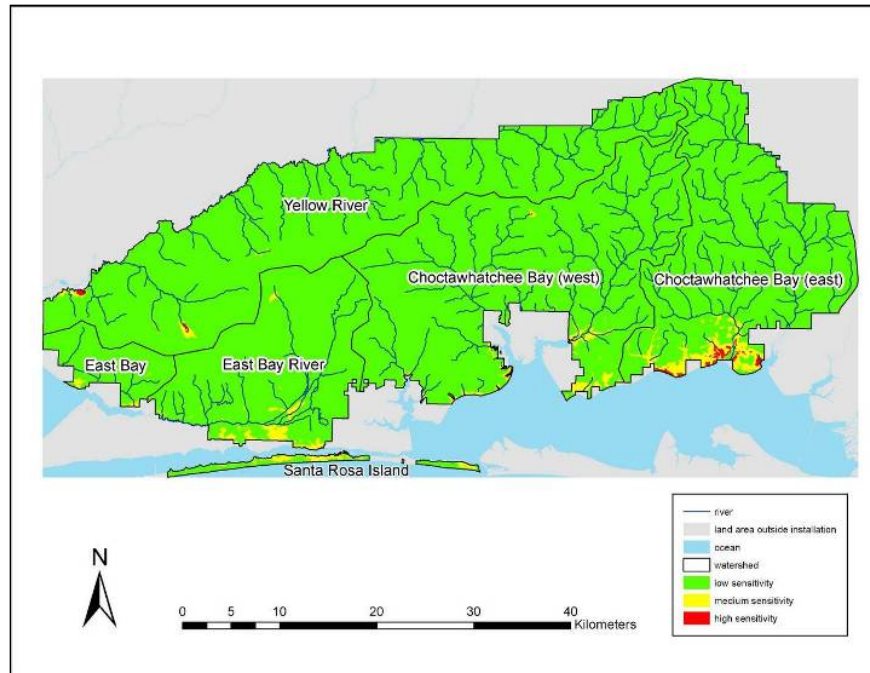 Yellow River
Choctawhatchee Bay (west)
Choctawhatchee Bay (east)
East Bay
East Bay River
Santa Rosa Island
river
land area outside installation
ocean
watershed
low sensitivity
medium sensitivity
high sensitivity
N
0 5 10 20 30 40
Kilometers